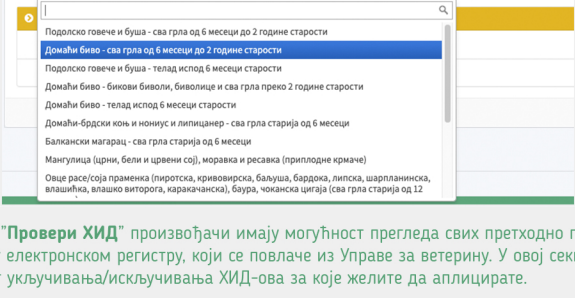 Подолско говече и буша - сва грла од 6 месеци до 2 године старости
Домаћи биво - сва грла од 6 месеци до 2 године старости
Подолско говече и буша - телад испод 6 месеци старости
Домаћи биво - бикови биволи, биволице и сва грла преко 2 године старости
Домаћи биво - телад испод 6 месеци старости
Домаћи-брдски коњ и нониус и липицанер - сва грла старија од 6 месеци
Балкански магарац - сва грла старија од 6 месеци
Мангулица (црни, бели и црвени сој), моравка и ресавка (приплодне крмаче)
Овце расе/соја праменка (пиротска, кривовирска, баљуша, бардока, липска, шарпланинска,
влашићка, влашко виторога, каракачанска), баура, чоканска цигаја (сва грла старија од 12
"Провери ХИД" произвођачи имају могућност прегледа свих претходно
електронском регистру, који се повлаче из Управе за ветерину. У овој
укључивања/искључивања ХИД-ова за које желите да аплицирате.